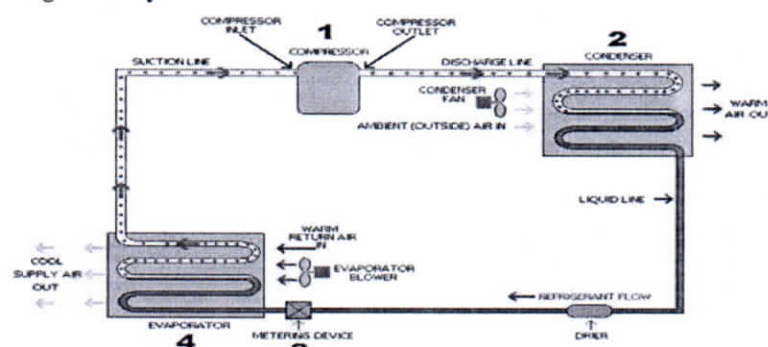 COMPRESSOR
INLET
1
COMPRESSOR
COMPRESSOR
OUTLET
2
CONDENSER
SUCTION LINE
DISCHARGE LINE
CONDENSER
FAN
AMBIENT (OUTSIDE) AIR IN
WARM
AIR OU
LIQUID LINE
WARM
RETURN AIR
IN
COOL
SUPPLY AIR
OUT
EVAPORATOR
BLOWER
REFRIGERANT FLOW
EVAPORATOR
4
METERING DEVICE
DRIER